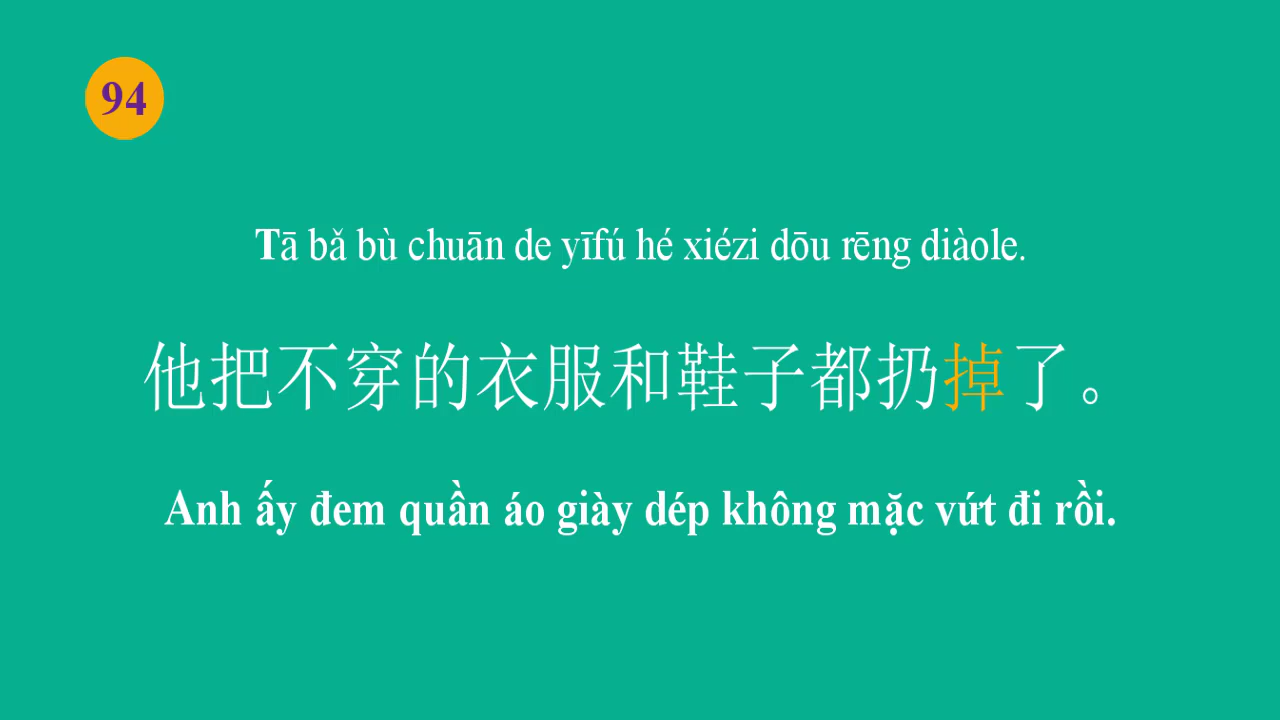 94
Tā bǎ bù chuān de yīfú hé xiézi dōu rēng diàole.
他把不穿的衣服和鞋子都扔掉了。
Anh ấy đem quần áo giày dép không mặc vứt đi rồi.